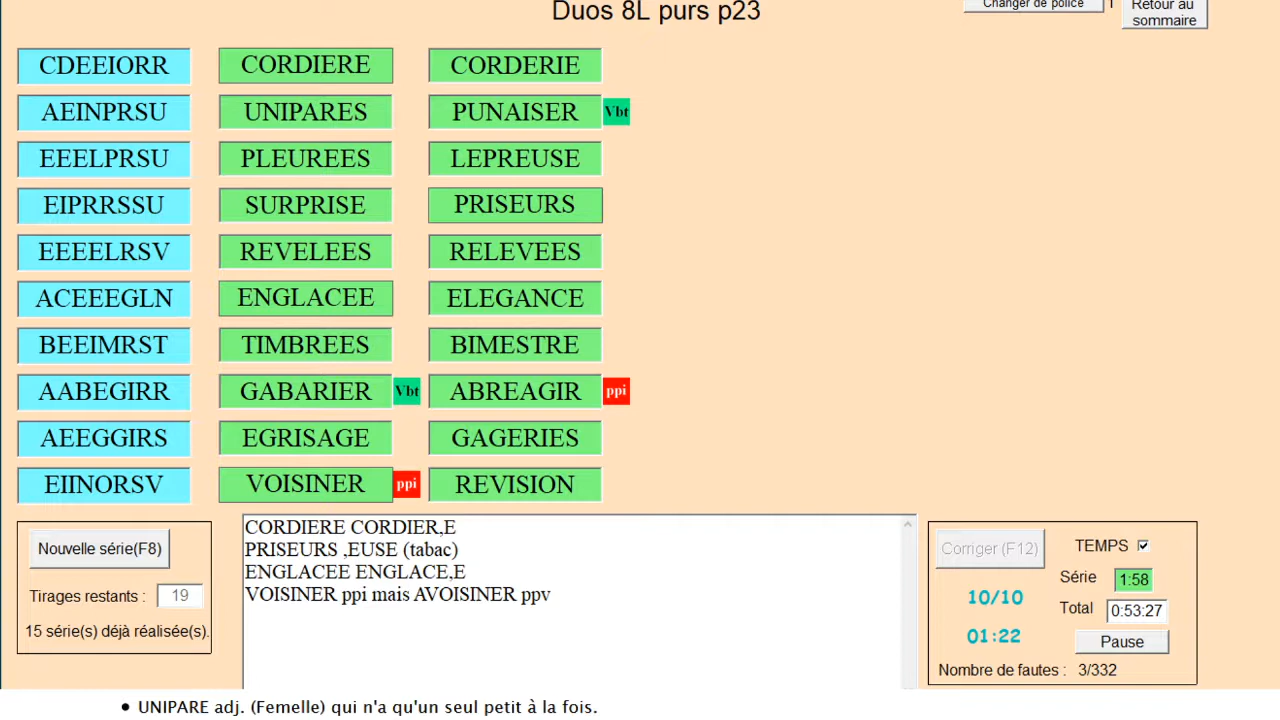 Duos 8L purs p23
Changer de police
1
Retour au
sommaire
CDEEIORR CORDIERE CORDERIE
AEINPRSU UNIPARES PUNAISER Vbt
EEELPRSU PLEUREES LEPREUSE
EIPRRSSU SURPRISE PRISEURS
EEEELRSV REVELEES RELEVEES
ACEEEGLN ENGLACEE ELEGANCE
BEEIMRST TIMBREES BIMESTRE
AABEGIRR GABARIER Vbt ABREAGIR ppi
AEEGGIRS EGRISAGE GAGERIES
EIINORSV VOISINER ppi REVISION
Nouvelle série(F8)
Tirages restants : 19
15 série(s) déjà réalisée(s).
CORDIERE CORDIER,E
PRISEURS ,EUSE (tabac)
ENGLACEE ENGLACE,E
VOISINER ppi mais AVOISINER ppv
Corriger (F12)
TEMPS
Série 1:58
10/10
Total 0:53:27
01:22
Pause
Nombre de fautes : 3/332
• UNIPARE adj. (Femelle) qui n'a qu'un seul petit à la fois.